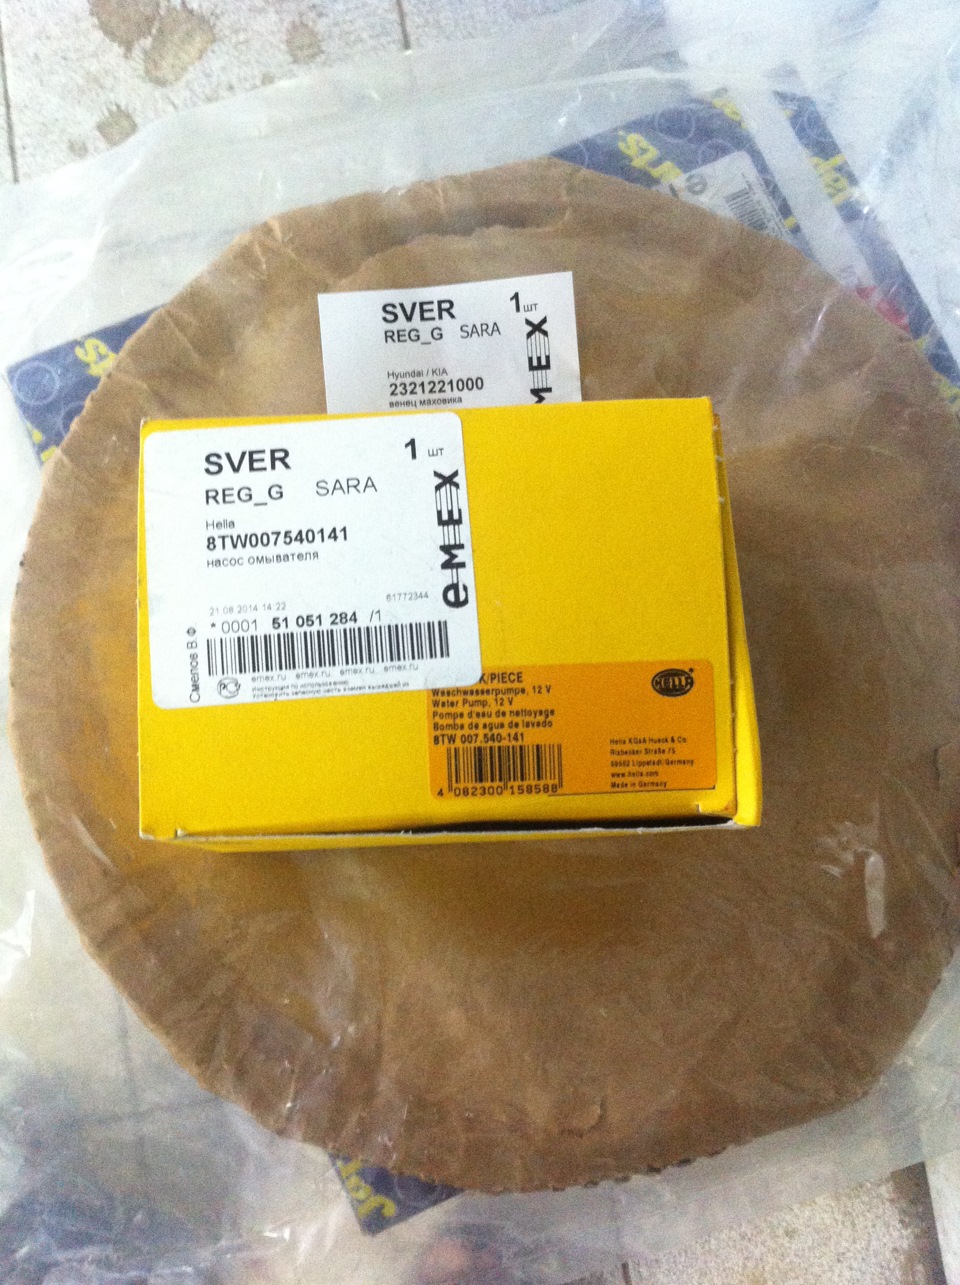 SVER 1 шт
REG_G SARA
Hyundai / KIA
2321221000
венец маховика
emex
SVER 1 шт
REG_G SARA
Hella
8TW007540141
насос омывателя
emex
21.08.2014 14:22 61772344
* 0001 51 051 284 /1
emex.ru emex.ru emex.ru emex.ru
Инструкция по использованию:
PIECE
Waschwasserpumpe, 12 V
Water Pump, 12 V
Pompe d'eau de nettoyage
Bomba de agua de lavado
8TW 007.540-141
4 082300 158588
HELLA
Hella KGaA Hueck & Co.
Rixbecker Straße 75
59552 Lippstadt/Germany
www.hella.com
Made in Germany